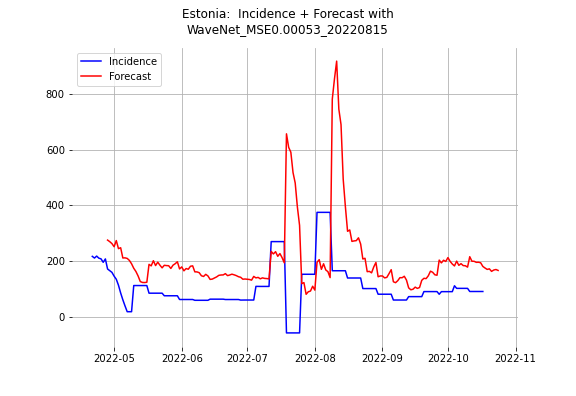 Estonia:  Incidence + Forecast with
WaveNet_MSE0.00053_20220815
Incidence
Forecast
800
600
400
200
0
2022-05 2022-06 2022-07 2022-08 2022-09 2022-10 2022-11